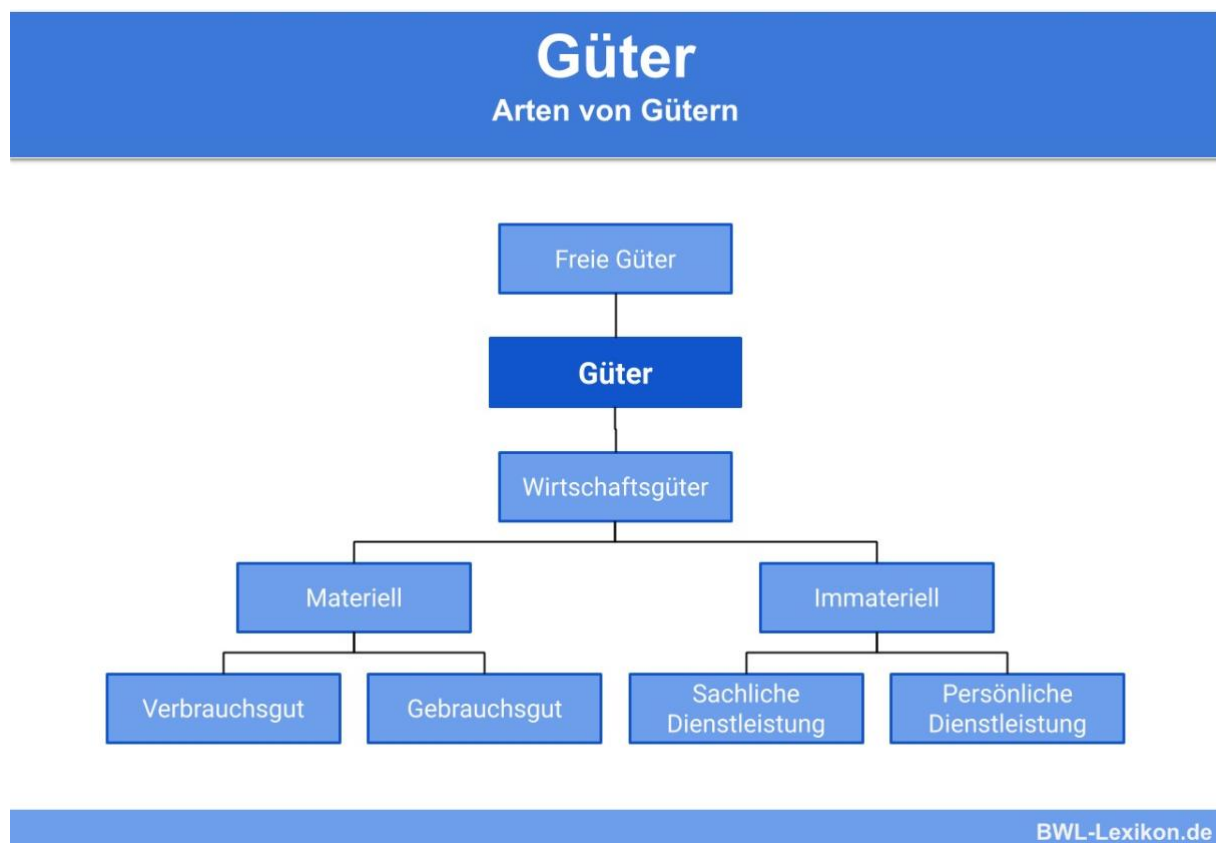 Güter
Arten von Gütern
Freie Güter
Güter
Wirtschaftsgüter
Materiell
Immateriell
Verbrauchsgut
Gebrauchsgut
Sachliche
Dienstleistung
Persönliche
Dienstleistung
BWL-Lexikon.de